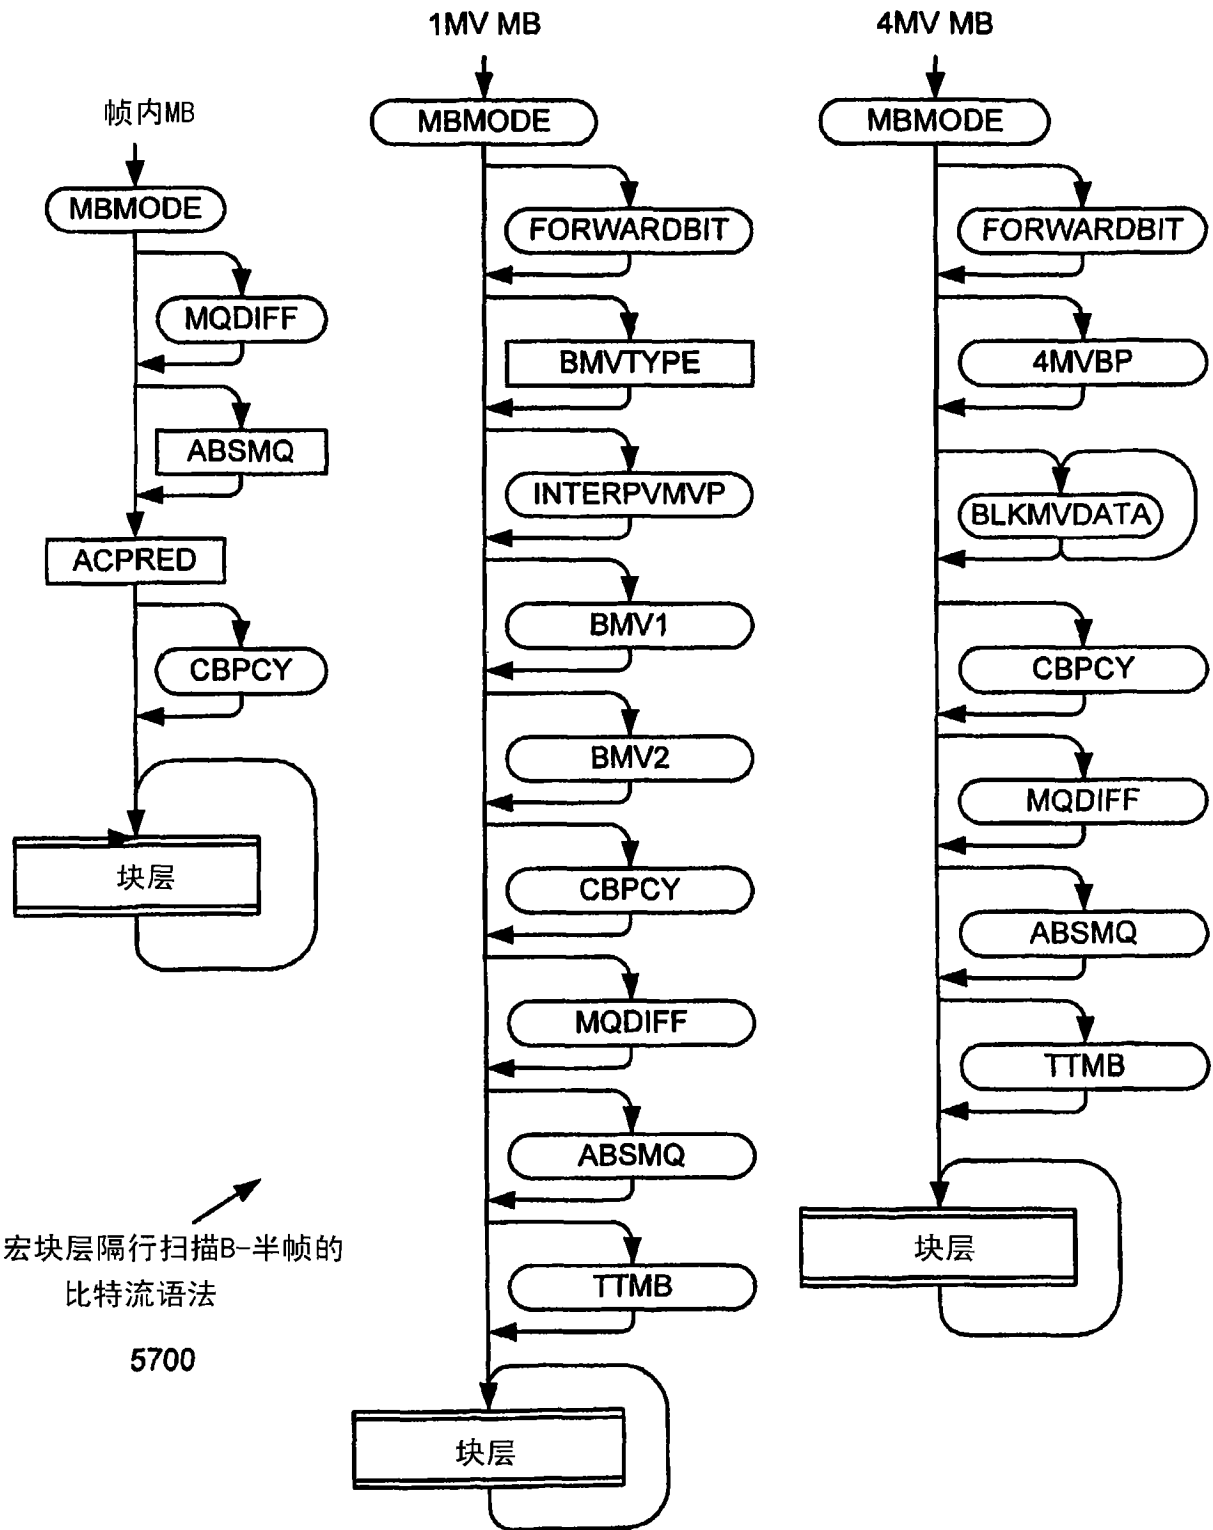 帧内MB
MBMODE
MQDIFF
ABSMQ
ACPRED
CBPCY
块层
1MV MB
MBMODE
FORWARDBIT
BMVTYPE
INTERPVMVP
BMV1
BMV2
CBPCY
MQDIFF
ABSMQ
TTMB
块层
4MV MB
MBMODE
FORWARDBIT
4MVBP
BLKMVDATA
CBPCY
MQDIFF
ABSMQ
TTMB
块层
宏块层隔行扫描B-半帧的
比特流语法
5700